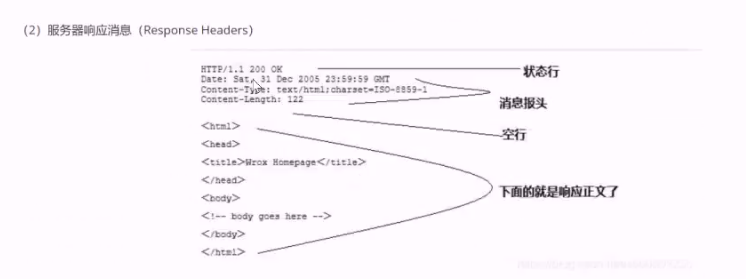 （2）服务器响应消息（Response Headers）
HTTP/1.1 200 OK
状态行
Date: Sat, 31 Dec 2005 23:59:59 GMT
Content-Type: text/html;charset=ISO-8859-1
Content-Length: 122
消息报头
空行
<html>
<head>
<title>Wrox Homepage</title>
</head>
<body>
下面的就是响应正文了
<!-- body goes here -->
</body>
</html>